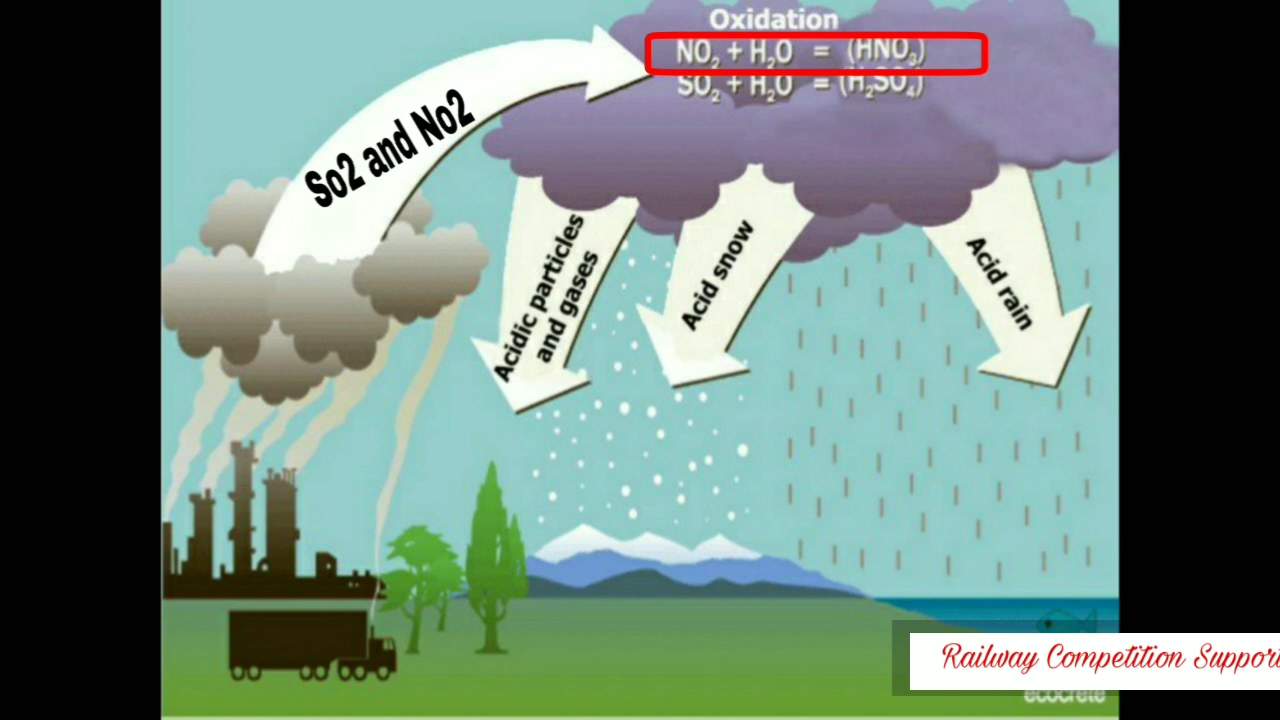 Oxidation
NO₂ + H₂O = (HNO₃)
SO₂ + H₂O = (H₂SO₄)
So2 and No2
Acidic particles
and gases
Acid snow
Acid rain
Railway Competition Support
ecocrete